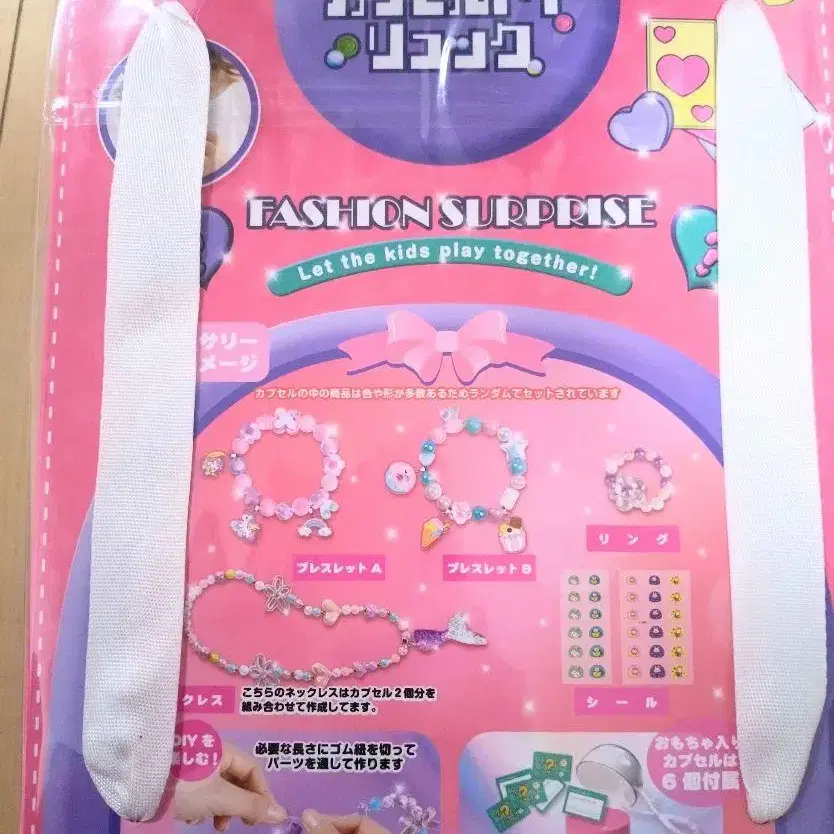 リュック
FASHION SURPRISE
Let the kids play together!
サリー
メージ
カプセルの中の商品は色や形が多数あるためランダムでセットされています
ブレスレットA
ブレスレットB
リング
クレス
こちらのネックレスはカプセル2個分を
組み合わせて作成してます。
シール
DIYを
楽しむ!
必要な長さにゴム紐を切って
パーツを通して作ります
おもちゃ入り
カプセルは
6個付属